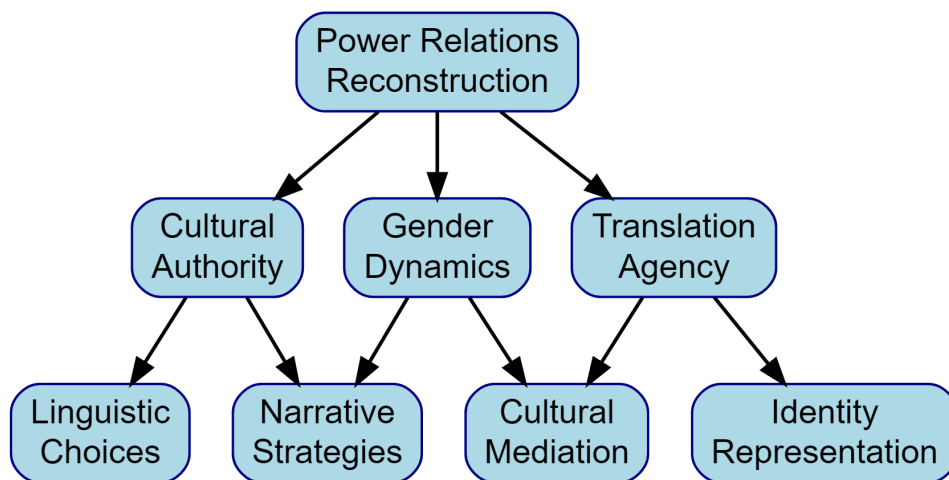 Power Relations
Reconstruction
Cultural
Authority
Gender
Dynamics
Translation
Agency
Linguistic
Choices
Narrative
Strategies
Cultural
Mediation
Identity
Representation